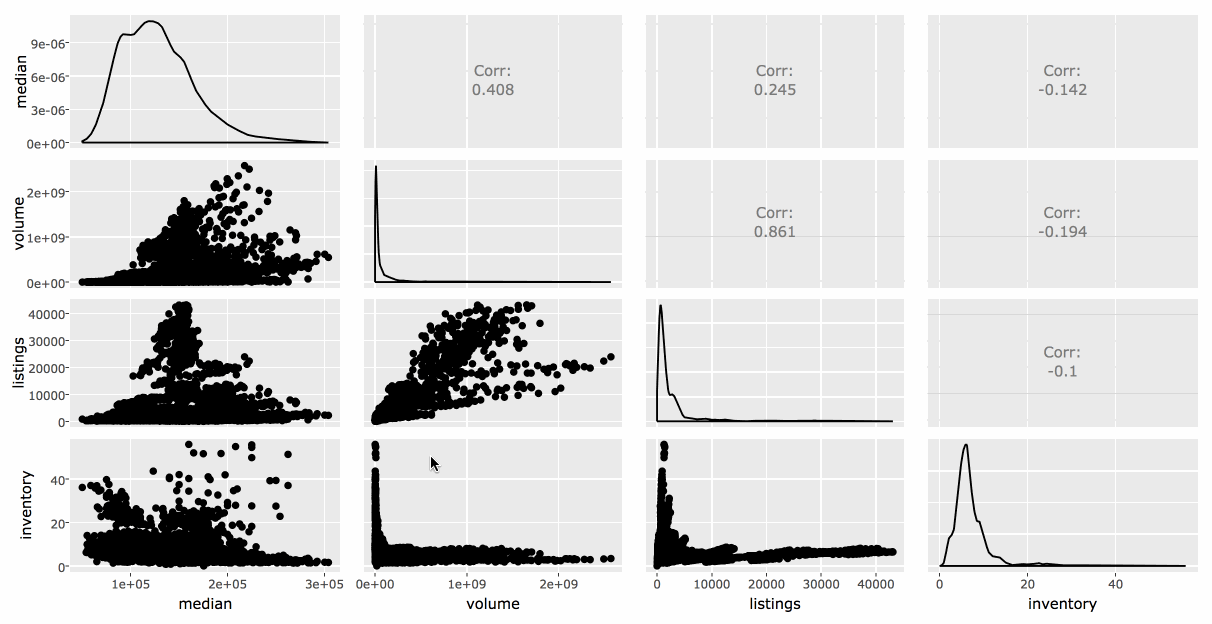 median
9e-06
6e-06
3e-06
0e+00
Corr:
0.408
Corr:
0.245
Corr:
-0.142
volume
2e+09
1e+09
0e+00
Corr:
0.861
Corr:
-0.194
listings
40000
30000
20000
10000
0
Corr:
-0.1
inventory
40
20
0
1e+05 2e+05 3e+05
0e+00 1e+09 2e+09
0 10000 20000 30000 40000
0 20 40
median volume listings inventory